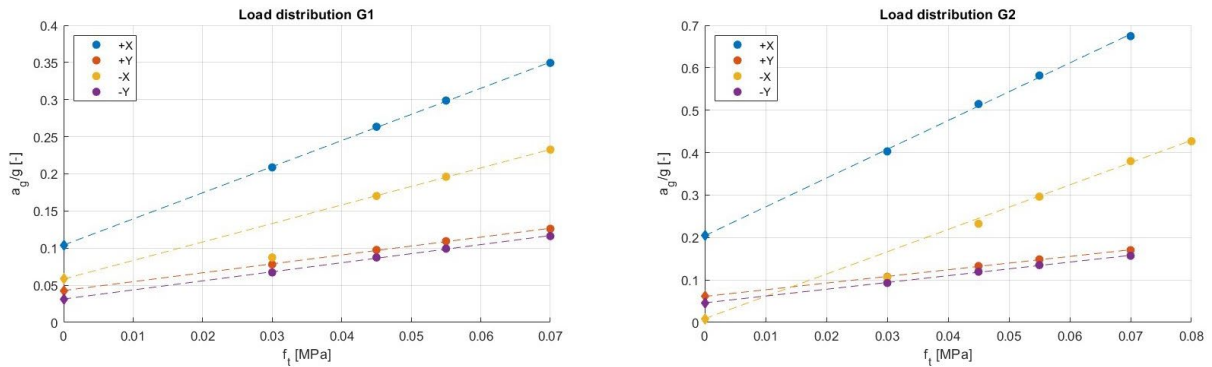 Load distribution G1
0.4
0.35
0.3
0.25
0.2
0.15
0.1
0.05
0
a_g/g [-]
+X
+Y
-X
-Y
0 0.01 0.02 0.03 0.04 0.05 0.06 0.07
f_t [MPa]
Load distribution G2
0.7
0.6
0.5
0.4
0.3
0.2
0.1
0
a_g/g [-]
+X
+Y
-X
-Y
0 0.01 0.02 0.03 0.04 0.05 0.06 0.07 0.08
f_t [MPa]